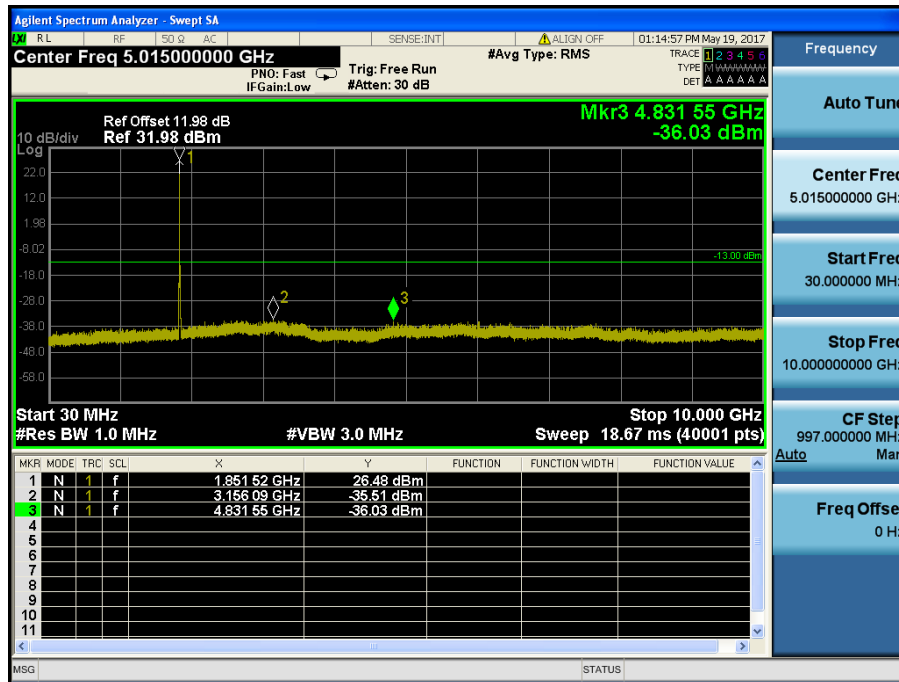 Agilent Spectrum Analyzer - Swept SA
LXI RL RF 50 Ω AC SENSE:INT ALIGN OFF 01:14:57 PM May 19, 2017
Center Freq 5.015000000 GHz #Avg Type: RMS TRACE 1 2 3 4 5 6
PNO: Fast Trig: Free Run TYPE M WWWWW
IFGain:Low #Atten: 30 dB DET A A A A A A
Mkr3 4.831 55 GHz
-36.03 dBm
Ref Offset 11.98 dB
10 dB/div Ref 31.98 dBm
Log
1
22.0
12.0
1.98
-8.02
-13.00 dBm
-18.0
-28.0
2
3
-38.0
-48.0
-58.0
Start 30 MHz Stop 10.000 GHz
#Res BW 1.0 MHz #VBW 3.0 MHz Sweep 18.67 ms (40001 pts)
MKR MODE TRC SCL X Y FUNCTION FUNCTION WIDTH FUNCTION VALUE
1 N 1 f 1.851 52 GHz 26.48 dBm
2 N 1 f 3.156 09 GHz -35.51 dBm
3 N 1 f 4.831 55 GHz -36.03 dBm
4
5
6
7
8
9
10
11
MSG STATUS
Frequency
Auto Tune
Center Freq
5.015000000 GHz
Start Freq
30.000000 MHz
Stop Freq
10.000000000 GHz
CF Step
997.000000 MHz
Auto Man
Freq Offset
0 Hz